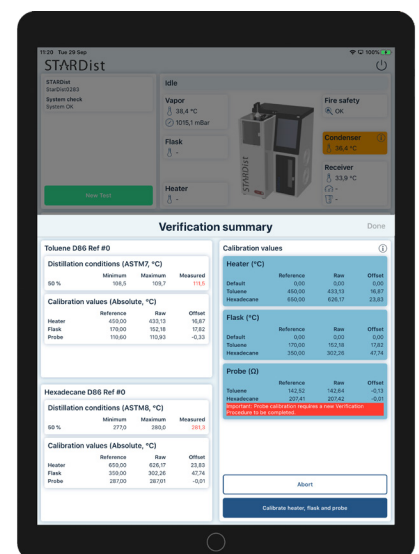 11:20 Tue 29 Sep
100%
STARDist
STARDist
StarDist0283
System check
System OK
New Test
Idle
Vapor
38,4 °C
1015,1 mBar
Flask
-
Heater
-
STARDist
Fire safety
OK
Condenser
36,4 °C
Receiver
33,8 °C
-
-
Verification summary
Done
Toluene D86 Ref #0
Distillation conditions (ASTM7, °C)
Minimum Maximum Measured
50 % 106,5 109,7 111,5
Calibration values (Absolute, °C)
Reference Raw Offset
Heater 450,00 433,13 16,87
Flask 170,00 152,18 17,82
Probe 110,60 110,93 -0,33
Hexadecane D86 Ref #0
Distillation conditions (ASTM8, °C)
Minimum Maximum Measured
50 % 277,0 280,0 281,3
Calibration values (Absolute, °C)
Reference Raw Offset
Heater 650,00 626,17 23,83
Flask 350,00 302,26 47,74
Probe 287,00 287,01 -0,01
Calibration values
Heater (°C)
Reference Raw Offset
Default 0,00 0,00 0,00
Toluene 450,00 433,13 16,87
Hexadecane 650,00 626,17 23,83
Flask (°C)
Reference Raw Offset
Default 0,00 0,00 0,00
Toluene 170,00 152,18 17,82
Hexadecane 350,00 302,26 47,74
Probe (Ω)
Reference Raw Offset
Toluene 142,52 142,64 -0,13
Hexadecane 207,41 207,42 -0,01
Important: Probe calibration requires a new Verification
Procedure to be completed.
Abort
Calibrate heater, flask and probe